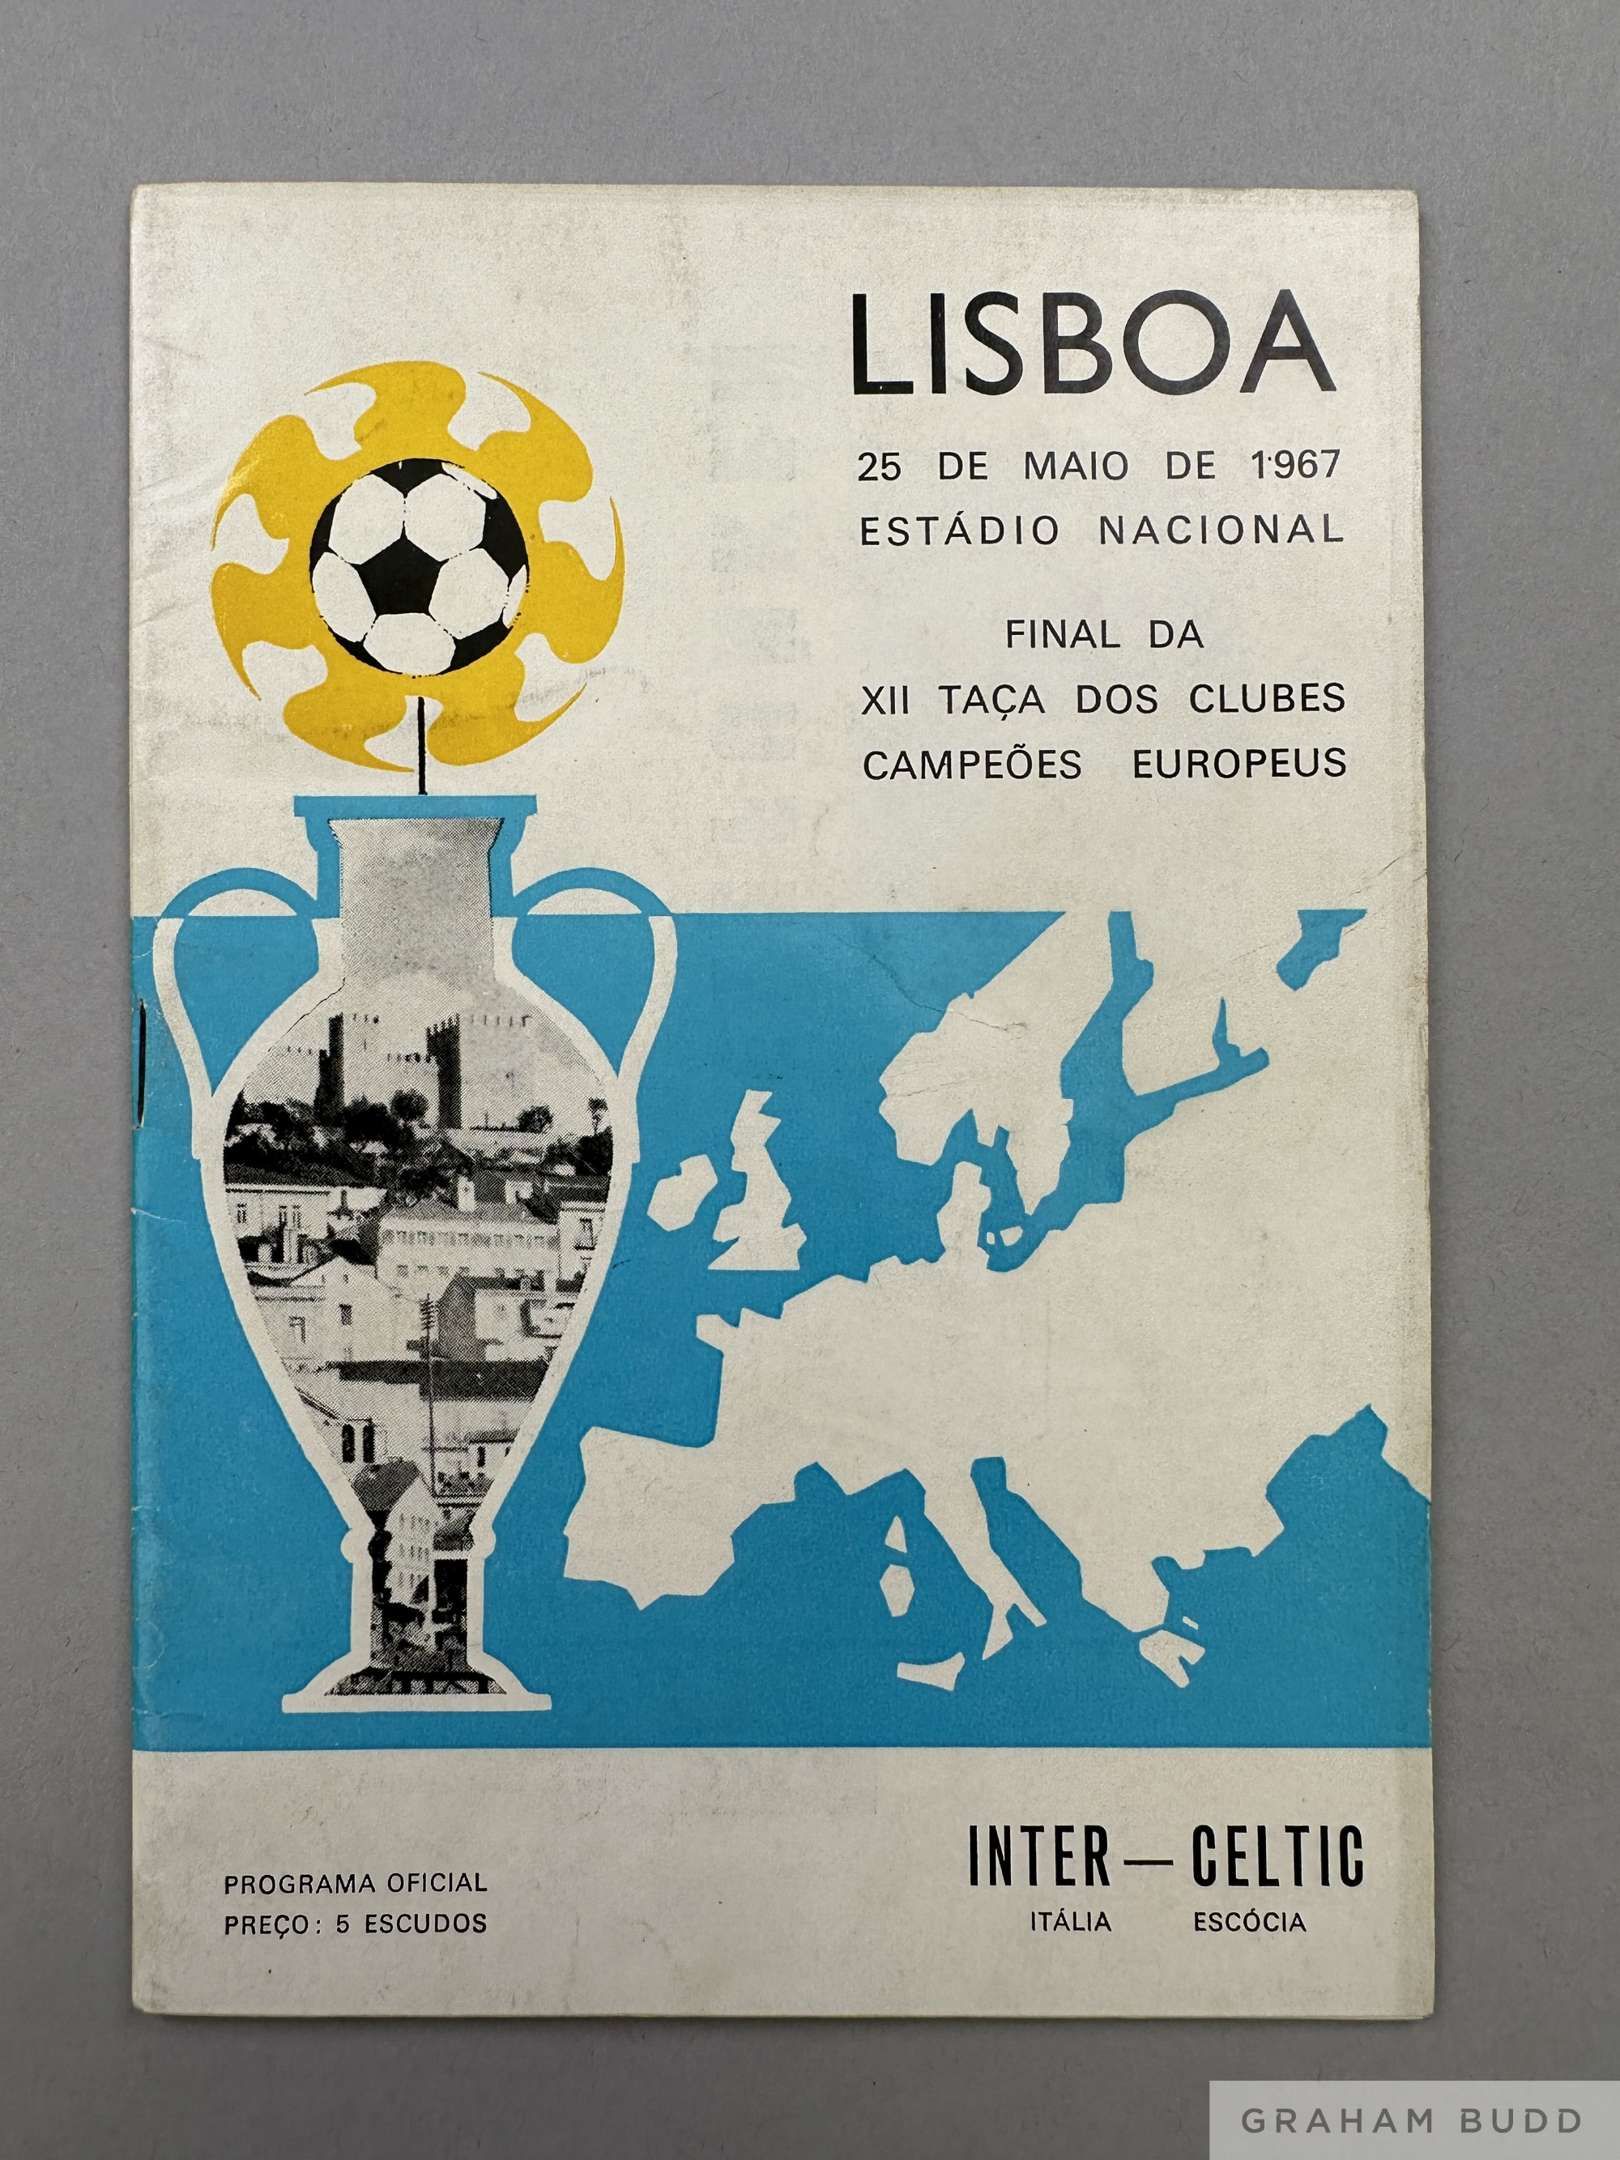 LISBOA
25 DE MAIO DE 1967
ESTÁDIO NACIONAL
FINAL DA
XII TAÇA DOS CLUBES
CAMPEÕES EUROPEUS
INTER — CELTIC
ITÁLIA ESCÓCIA
PROGRAMA OFICIAL
PREÇO: 5 ESCUDOS
GRAHAM BUDD